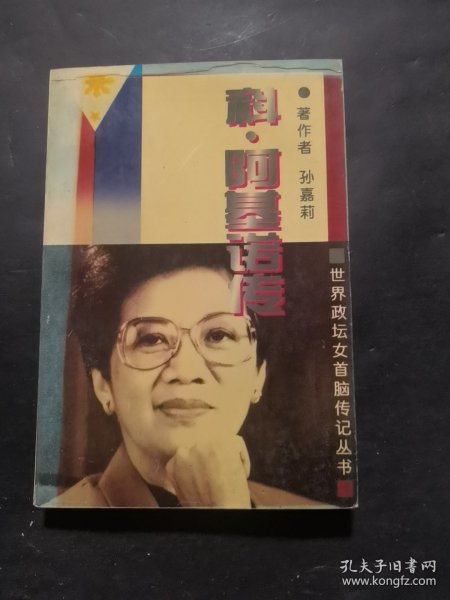 科·阿基诺传
著作者 孙嘉莉
世界政坛女首脑传记丛书
孔夫子旧书网
www.kongfz.com